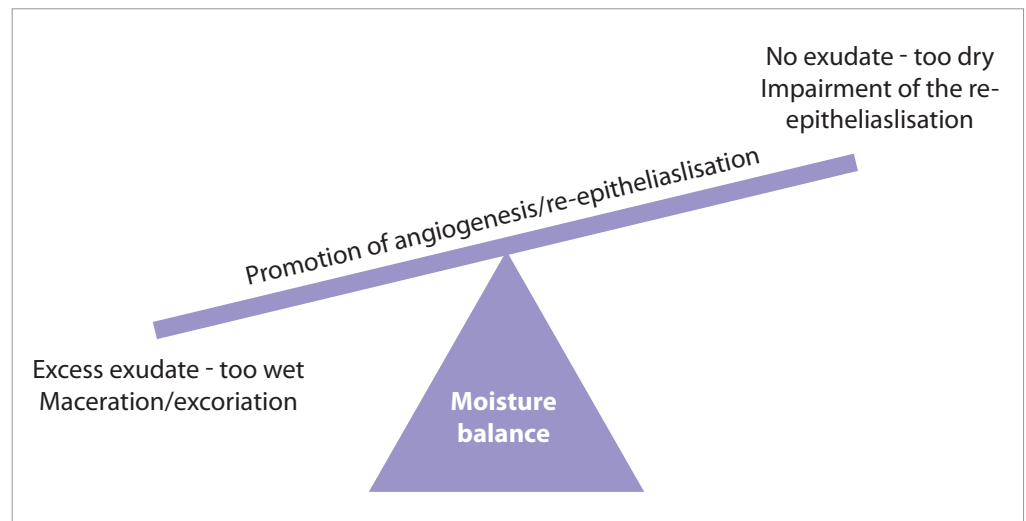 No exudate - too dry
Impairment of the re-
epitheliaslisation
Promotion of angiogenesis/re-epitheliaslisation
Excess exudate - too wet
Maceration/excoriation
Moisture
balance